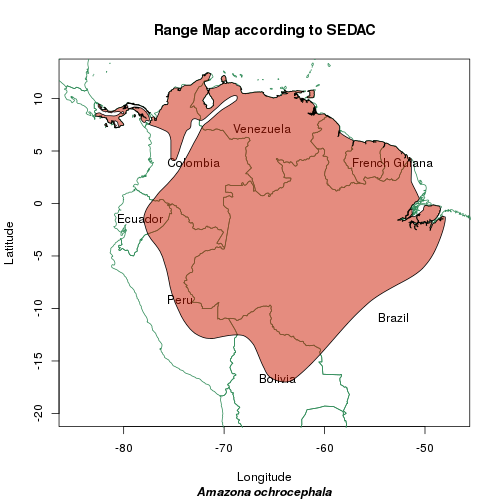 Range Map according to SEDAC
Latitude
10
5
0
-5
-10
-15
-20
Venezuela
Colombia
French Guiana
Ecuador
Peru
Brazil
Bolivia
-80 -70 -60 -50
Longitude
Amazona ochrocephala